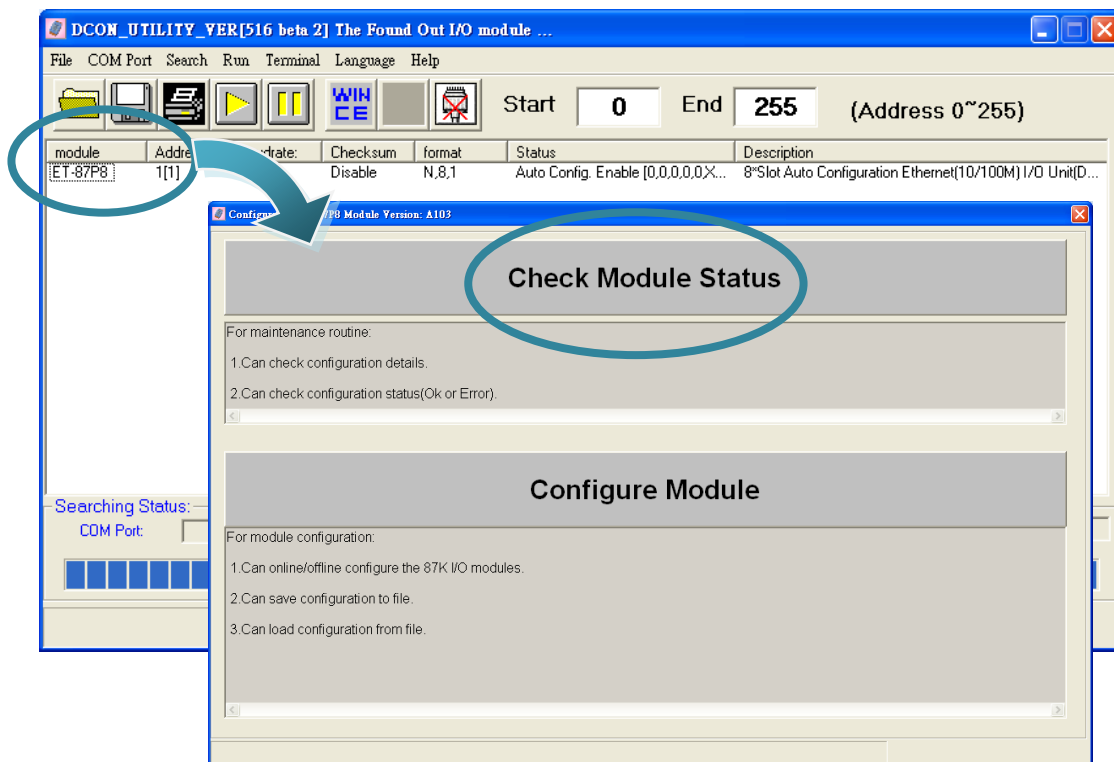 DCON_UTILITY_VER[516 beta 2] The Found Out I/O module ...
File COM Port Search Run Terminal Language Help
WIN CE Start 0 End 255 (Address 0~255)
module Addre drate: Checksum format Status Description
ET-87P8 1[1] Disable N,8,1 Auto Config. Enable [0,0,0,0,0,X... 8*Slot Auto Configuration Ethernet(10/100M) I/O Unit(D...
Configur 7P8 Module Version: A103
Check Module Status
For maintenance routine:
1.Can check configuration details.
2.Can check configuration status(Ok or Error).
Configure Module
For module configuration:
1.Can online/offline configure the 87K I/O modules.
2.Can save configuration to file.
3.Can load configuration from file.
Searching Status:
COM Port: